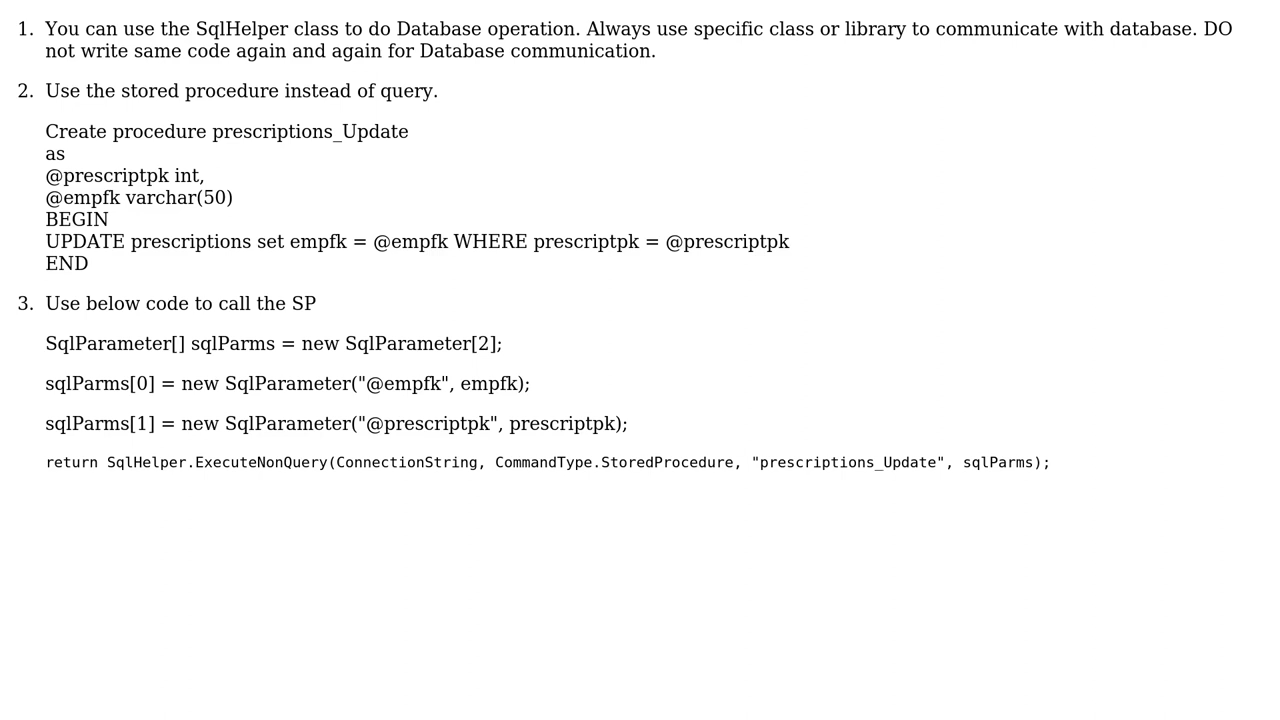 1. You can use the SqlHelper class to do Database operation. Always use specific class or library to communicate with database. DO
not write same code again and again for Database communication.
2. Use the stored procedure instead of query.
Create procedure prescriptions_Update
as
@prescriptpk int,
@empfk varchar(50)
BEGIN
UPDATE prescriptions set empfk = @empfk WHERE prescriptpk = @prescriptpk
END
3. Use below code to call the SP
SqlParameter[] sqlParms = new SqlParameter[2];
sqlParms[0] = new SqlParameter("@empfk", empfk);
sqlParms[1] = new SqlParameter("@prescriptpk", prescriptpk);
return SqlHelper.ExecuteNonQuery(ConnectionString, CommandType.StoredProcedure, "prescriptions_Update", sqlParms);